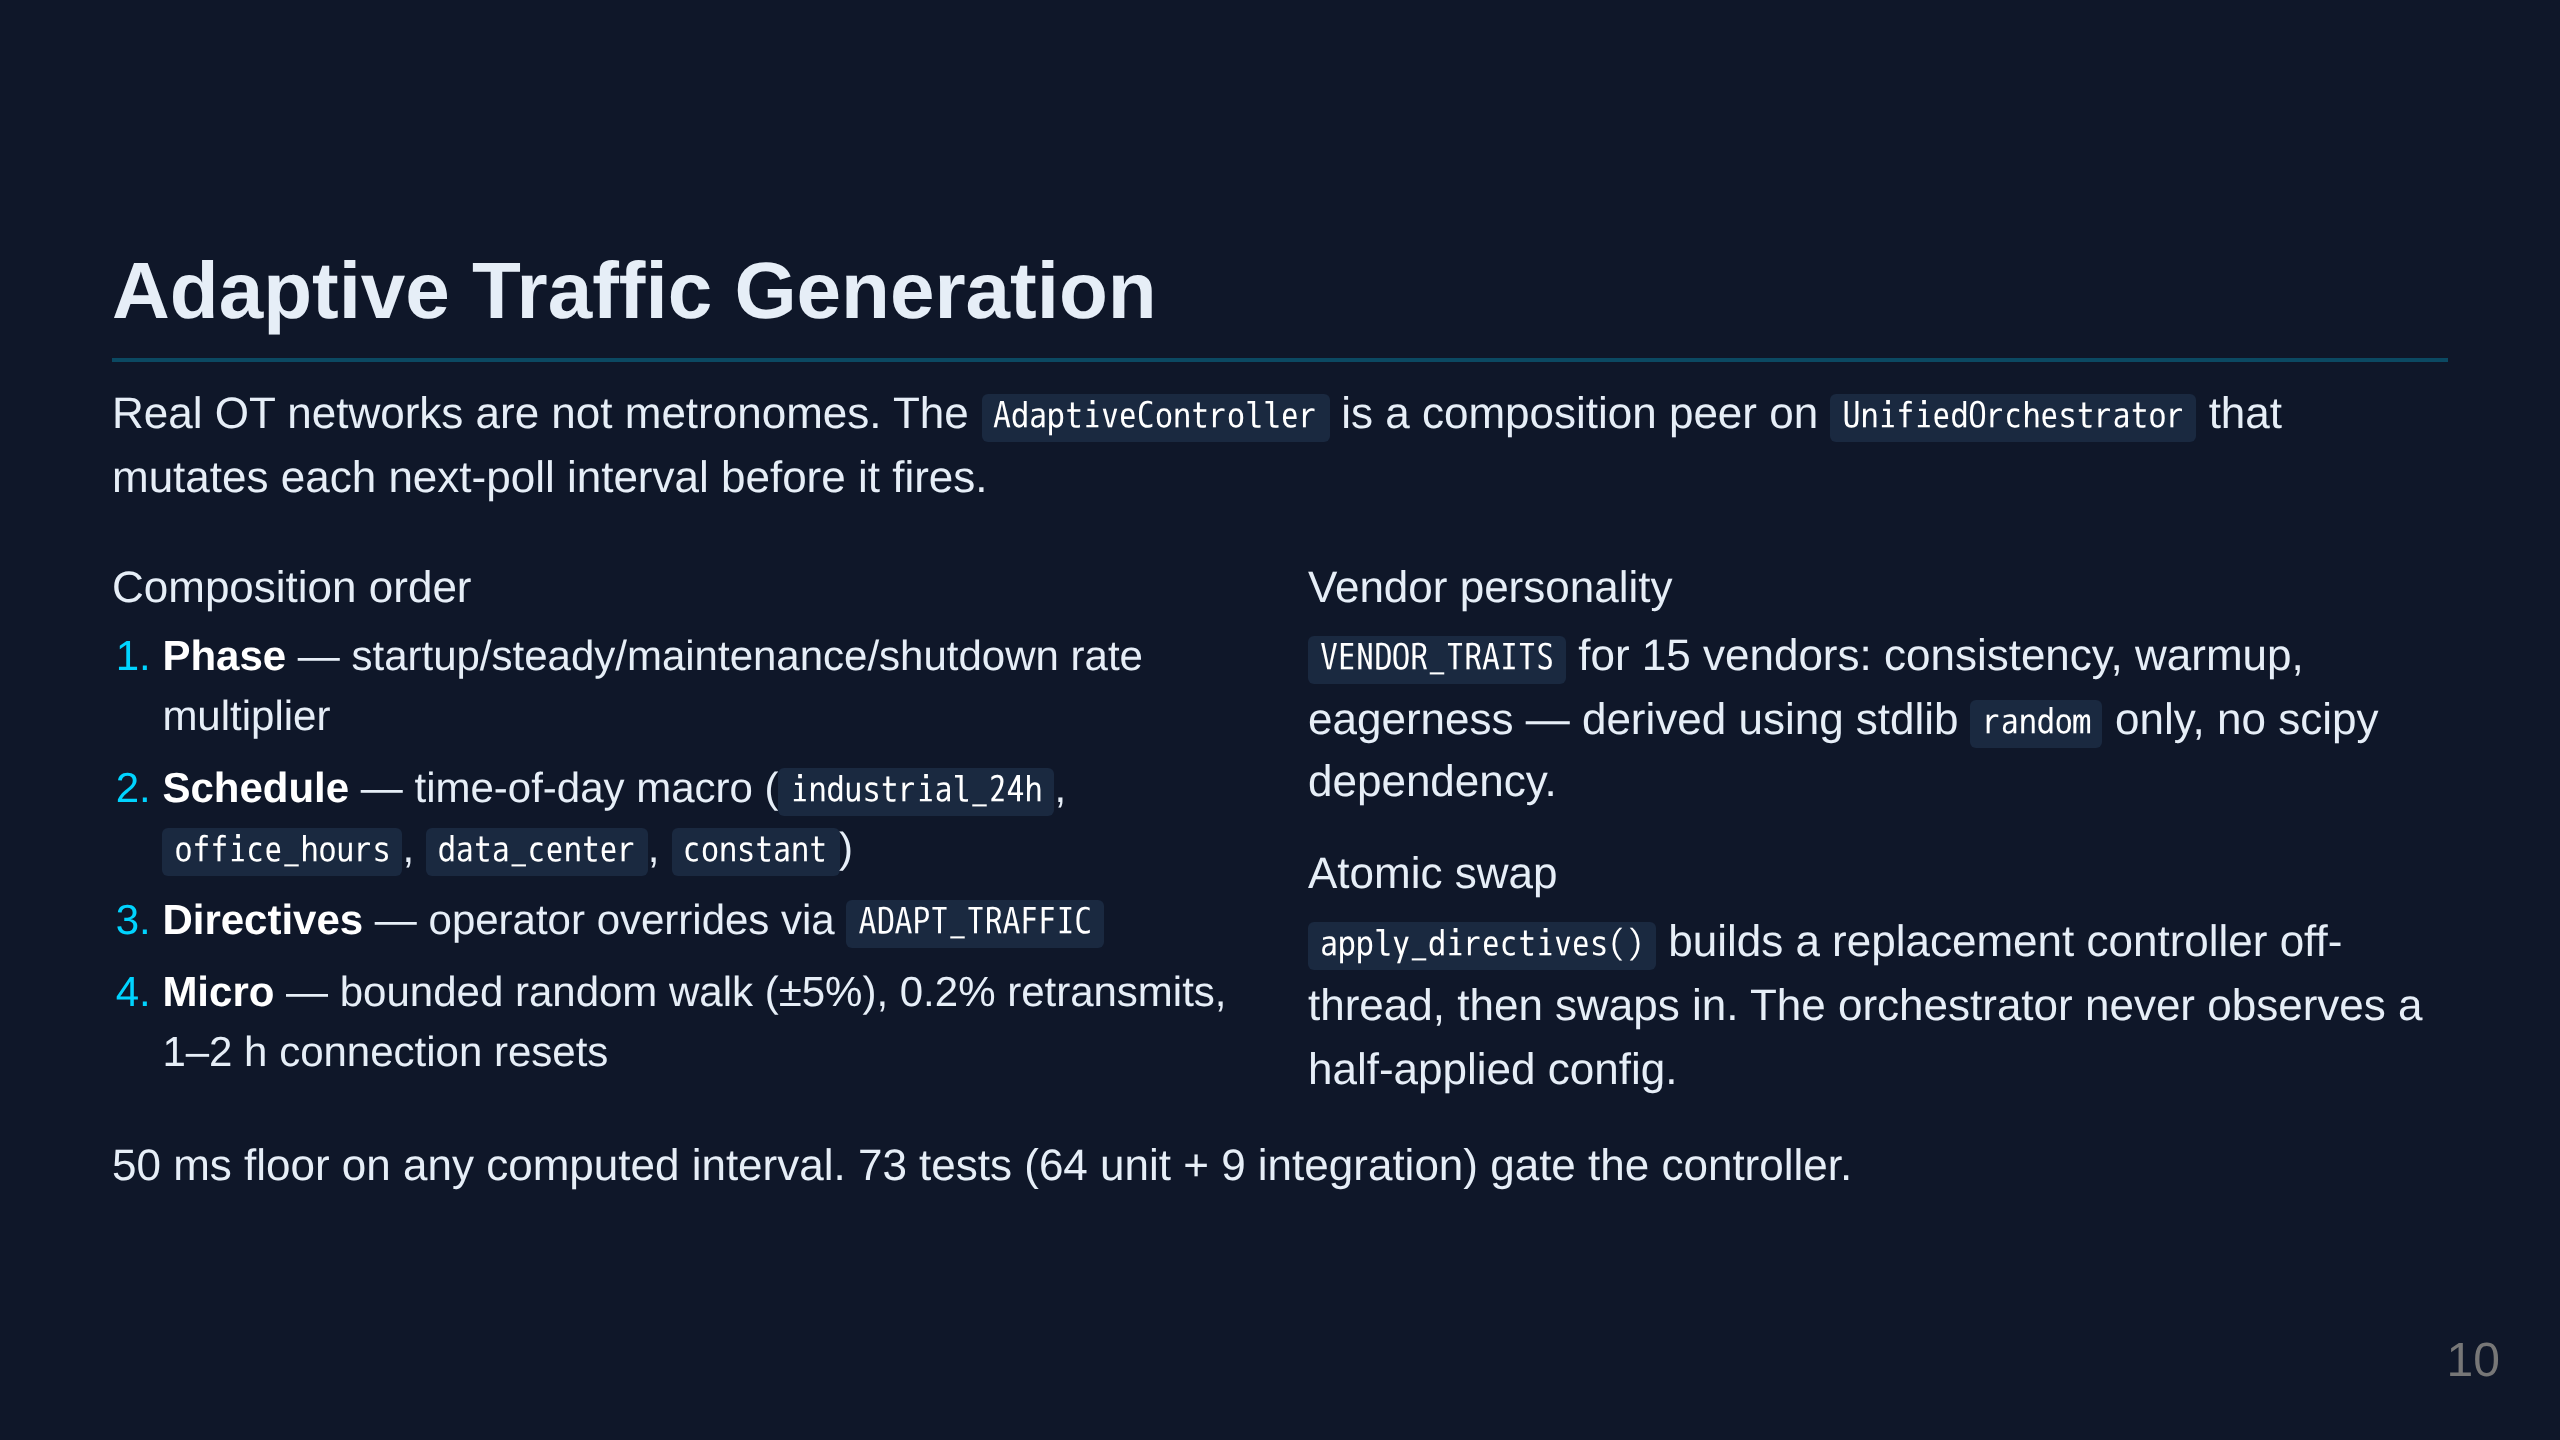 Adaptive Traffic Generation
Real OT networks are not metronomes. The AdaptiveController is a composition peer on UnifiedOrchestrator that
mutates each next-poll interval before it fires.
Composition order
1. Phase — startup/steady/maintenance/shutdown rate
multiplier
2. Schedule — time-of-day macro (industrial_24h,
office_hours, data_center, constant)
3. Directives — operator overrides via ADAPT_TRAFFIC
4. Micro — bounded random walk (±5%), 0.2% retransmits,
1–2 h connection resets
Vendor personality
VENDOR_TRAITS for 15 vendors: consistency, warmup,
eagerness — derived using stdlib random only, no scipy
dependency.
Atomic swap
apply_directives() builds a replacement controller off-
thread, then swaps in. The orchestrator never observes a
half-applied config.
50 ms floor on any computed interval. 73 tests (64 unit + 9 integration) gate the controller.
10